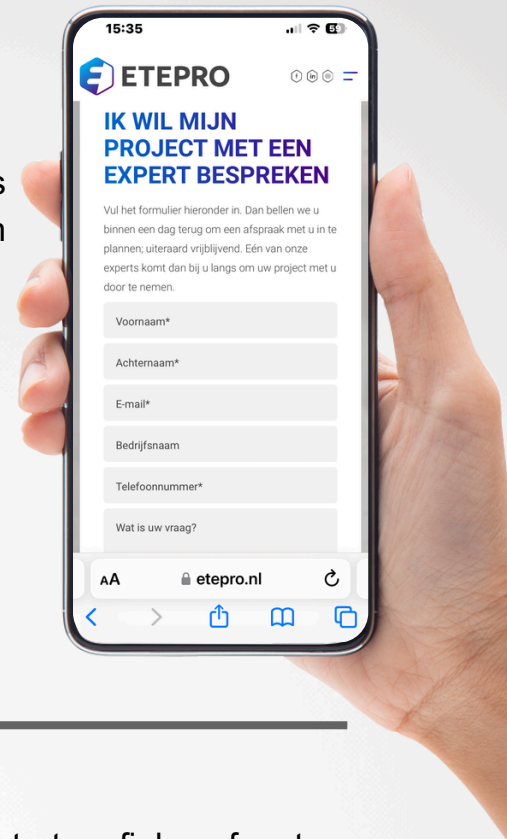 15:35
59
ETEPRO
IK WIL MIJN
PROJECT MET EEN
EXPERT BESPREKEN
Vul het formulier hieronder in. Dan bellen we u
binnen een dag terug om een afspraak met u in te
plannen; uiteraard vrijblijvend. Eén van onze
experts komt dan bij u langs om uw project met u
door te nemen.
Voornaam*
Achternaam*
E-mail*
Bedrijfsnaam
Telefoonnummer*
Wat is uw vraag?
AA etepro.nl